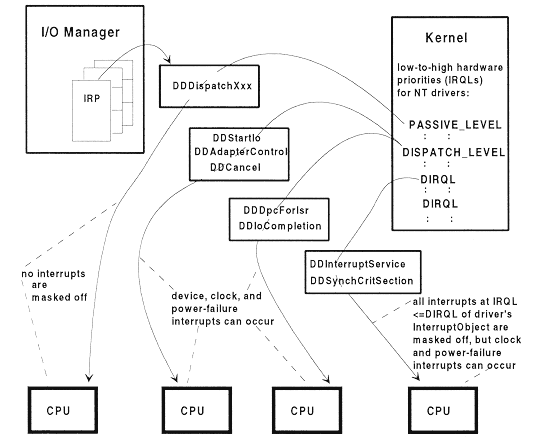 I/O Manager
IRP
DDDispatchXxx
Kernel
low-to-high hardware
priorities (IRQLs)
for NT drivers:
PASSIVE_LEVEL
: :
DISPATCH_LEVEL
: :
DIRQL
: :
DIRQL
: :
DDStartIo
DDAdapterControl
DDCancel
DDDpcForIsr
DDIoCompletion
DDInterruptService
DDSynchCritSection
no interrupts
are
masked off
device, clock, and
power-failure
interrupts can occur
all interrupts at IRQL
<=DIRQL of driver's
InterruptObject are
masked off, but clock
and power-failure
interrupts can occur
CPU
CPU
CPU
CPU